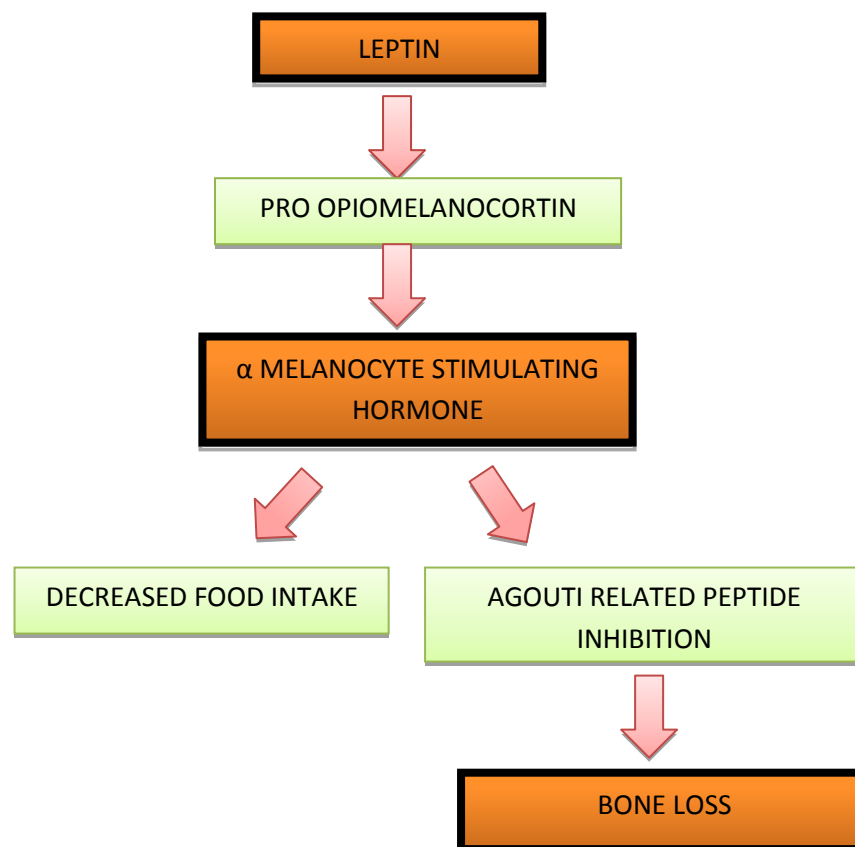 LEPTIN
PRO OPIOMELANOCORTIN
α MELANOCYTE STIMULATING
HORMONE
DECREASED FOOD INTAKE
AGOUTI RELATED PEPTIDE
INHIBITION
BONE LOSS